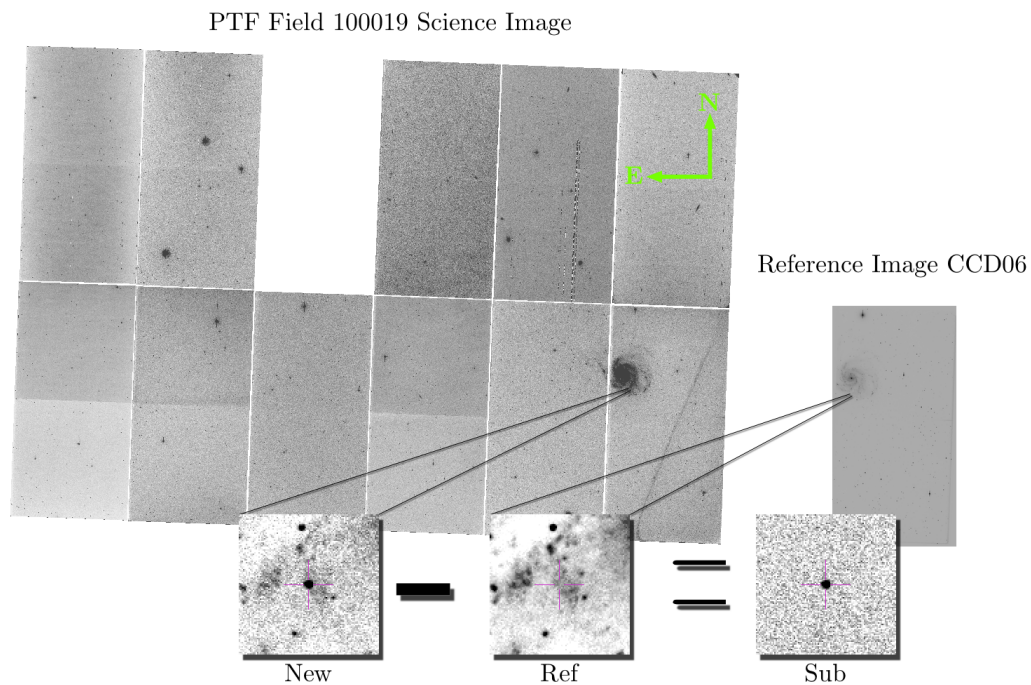 PTF Field 100019 Science Image
N
E
Reference Image CCD06
New
Ref
Sub